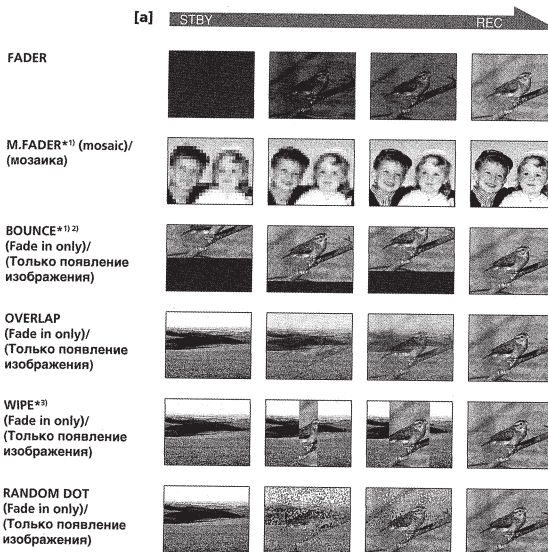 [a] STBY REC
FADER
M.FADER*1) (mosaic)/
(мозаика)
BOUNCE*1) 2)
(Fade in only)/
(Только появление
изображения)
OVERLAP
(Fade in only)/
(Только появление
изображения)
WIPE*3)
(Fade in only)/
(Только появление
изображения)
RANDOM DOT
(Fade in only)/
(Только появление
изображения)